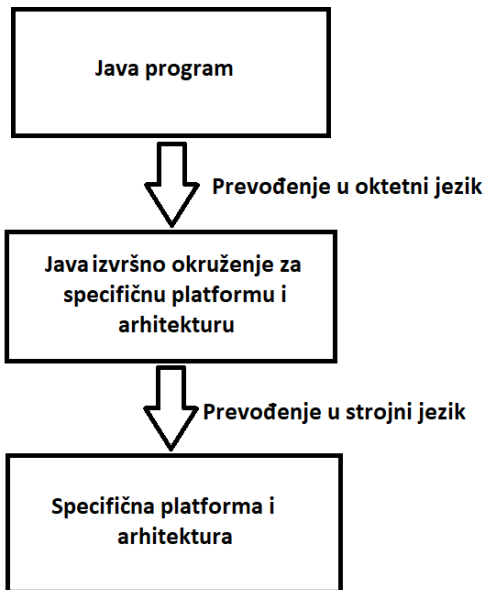 Java program
Prevođenje u oktetni jezik
Java izvršno okruženje za
specifičnu platformu i
arhitekturu
Prevođenje u strojni jezik
Specifična platforma i
arhitektura